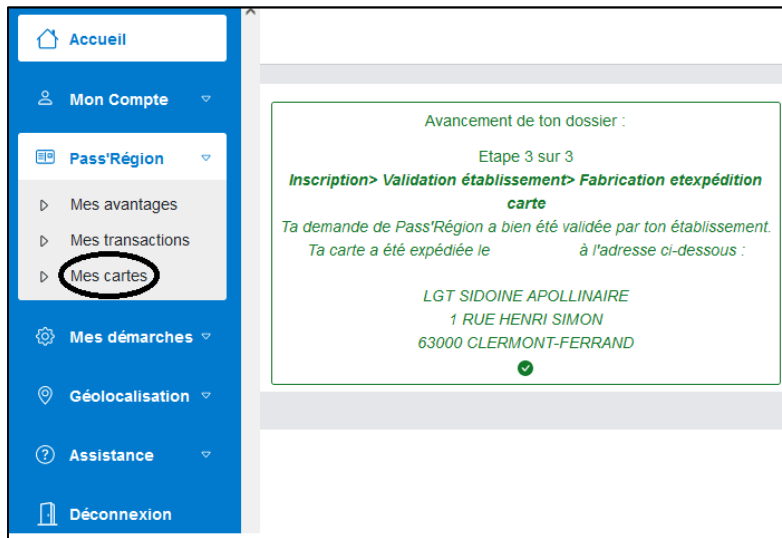 Accueil
Mon Compte
Pass'Région
Mes avantages
Mes transactions
Mes cartes
Mes démarches
Géolocalisation
Assistance
Déconnexion
Avancement de ton dossier :
Etape 3 sur 3
Inscription> Validation établissement> Fabrication etexpédition
carte
Ta demande de Pass'Région a bien été validée par ton établissement.
Ta carte a été expédiée le à l'adresse ci-dessous :
LGT SIDOINE APOLLINAIRE
1 RUE HENRI SIMON
63000 CLERMONT-FERRAND